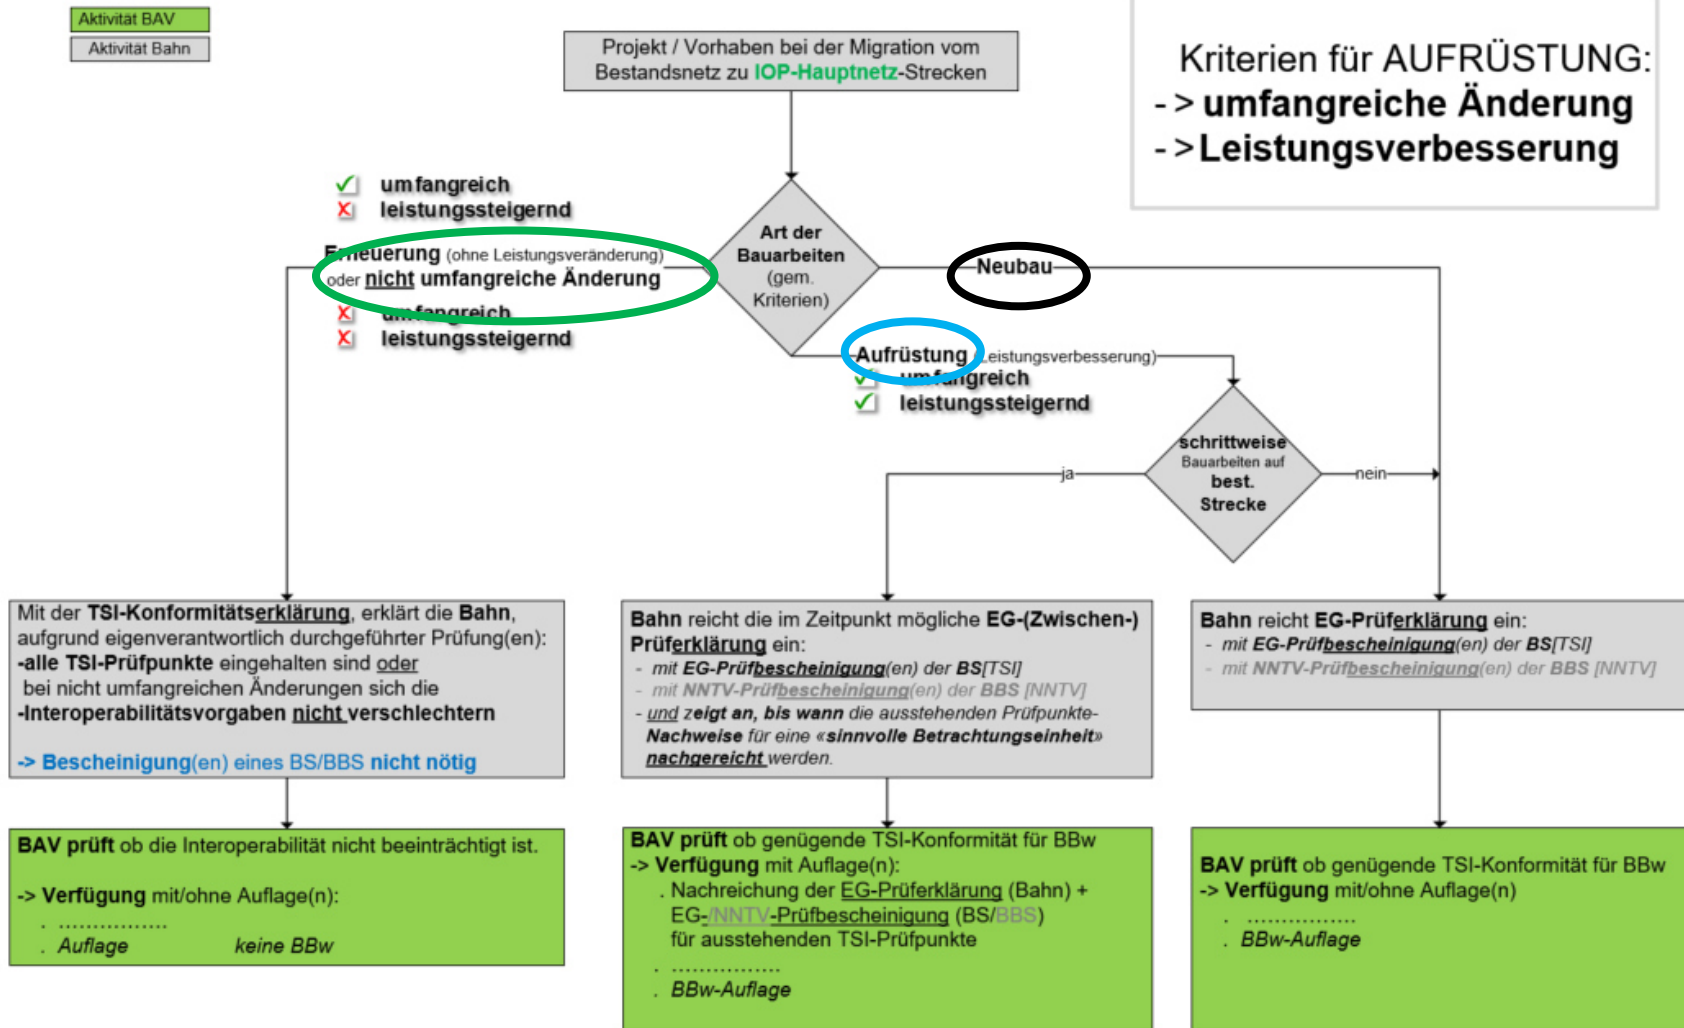 Aktivität BAV
Aktivität Bahn
Projekt / Vorhaben bei der Migration vom
Bestandsnetz zu IOP-Hauptnetz-Strecken
Kriterien für AUFRÜSTUNG:
-> umfangreiche Änderung
-> Leistungsverbesserung
umfangreich
leistungssteigernd
Erneuerung (ohne Leistungsveränderung)
oder nicht umfangreiche Änderung
umfangreich
leistungssteigernd
Art der
Bauarbeiten
(gem.
Kriterien)
Neubau
Aufrüstung (Leistungsverbesserung)
umfangreich
leistungssteigernd
schrittweise
Bauarbeiten auf
best.
Strecke
ja
nein
Mit der TSI-Konformitätserklärung, erklärt die Bahn,
aufgrund eigenverantwortlich durchgeführter Prüfung(en):
-alle TSI-Prüfpunkte eingehalten sind oder
bei nicht umfangreichen Änderungen sich die
-Interoperabilitätsvorgaben nicht verschlechtern
-> Bescheinigung(en) eines BS/BBS nicht nötig
Bahn reicht die im Zeitpunkt mögliche EG-(Zwischen-)
Prüferklärung ein:
- mit EG-Prüfbescheinigung(en) der BS[TSI]
- mit NNTV-Prüfbescheinigung(en) der BBS [NNTV]
- und zeigt an, bis wann die ausstehenden Prüfpunkte-
Nachweise für eine «sinnvolle Betrachtungseinheit»
nachgereicht werden.
Bahn reicht EG-Prüferklärung ein:
- mit EG-Prüfbescheinigung(en) der BS[TSI]
- mit NNTV-Prüfbescheinigung(en) der BBS [NNTV]
BAV prüft ob die Interoperabilität nicht beeinträchtigt ist.
-> Verfügung mit/ohne Auflage(n):
. ................
. Auflage keine BBw
BAV prüft ob genügende TSI-Konformität für BBw
-> Verfügung mit Auflage(n):
. Nachreichung der EG-Prüferklärung (Bahn) +
EG-/NNTV-Prüfbescheinigung (BS/BBS)
für ausstehenden TSI-Prüfpunkte
. ................
. BBw-Auflage
BAV prüft ob genügende TSI-Konformität für BBw
-> Verfügung mit/ohne Auflage(n)
. ................
. BBw-Auflage